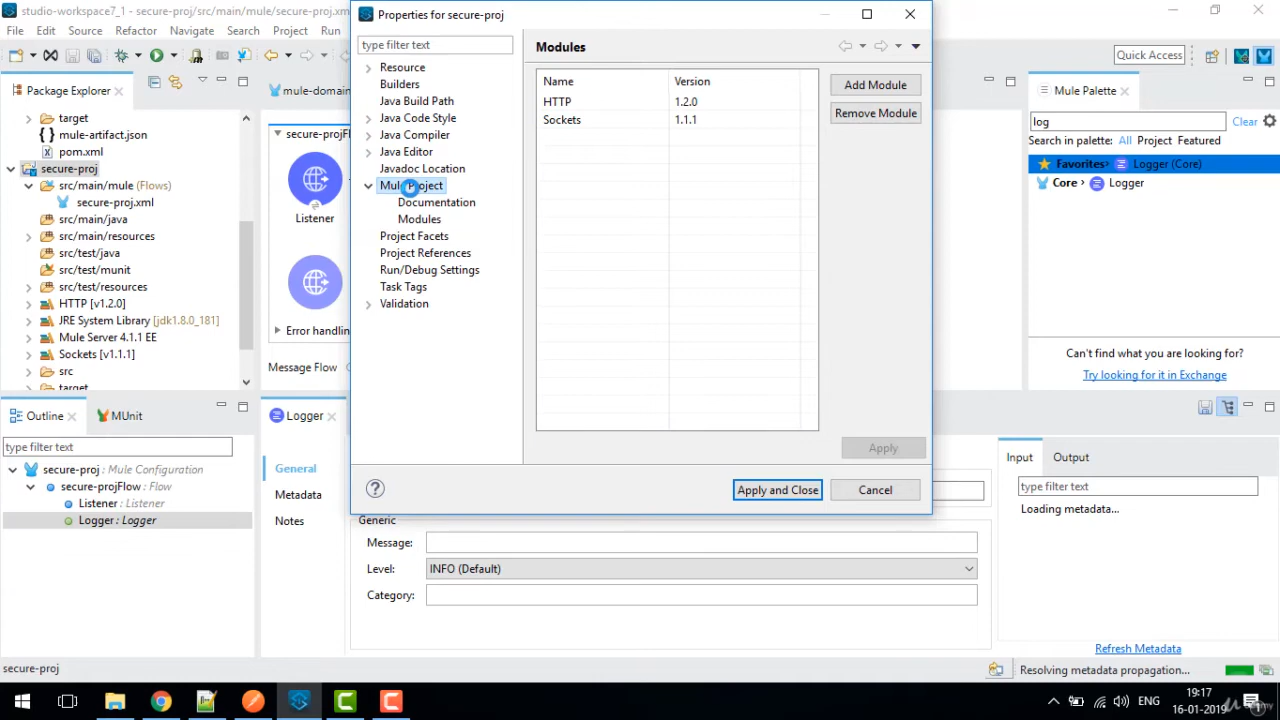 studio-workspace7_1 - secure-proj/src/main/mule/secure-proj.xml
File Edit Source Refactor Navigate Search Project Run
Quick Access
Package Explorer
target
mule-artifact.json
pom.xml
secure-proj
src/main/mule (Flows)
secure-proj.xml
src/main/java
src/main/resources
src/test/java
src/test/munit
src/test/resources
HTTP [v1.2.0]
JRE System Library [jdk1.8.0_181]
Mule Server 4.1.1 EE
Sockets [v1.1.1]
src
target
mule-domain
secure-projFl
Listener
Error handlin
Message Flow
Properties for secure-proj
type filter text
Resource
Builders
Java Build Path
Java Code Style
Java Compiler
Java Editor
Javadoc Location
Mule Project
Documentation
Modules
Project Facets
Project References
Run/Debug Settings
Task Tags
Validation
Modules
Name Version
HTTP 1.2.0
Sockets 1.1.1
Add Module
Remove Module
Apply
Apply and Close
Cancel
Mule Palette
log
Clear
Search in palette: All Project Featured
Favorites> Logger (Core)
Core > Logger
Can't find what you are looking for?
Try looking for it in Exchange
Outline
MUnit
type filter text
secure-proj : Mule Configuration
secure-projFlow : Flow
Listener : Listener
Logger : Logger
Logger
General
Metadata
Notes
Generic
Message:
Level: INFO (Default)
Category:
Input Output
type filter text
Loading metadata...
Refresh Metadata
secure-proj
Resolving metadata propagation...
ENG
19:17
16-01-2019